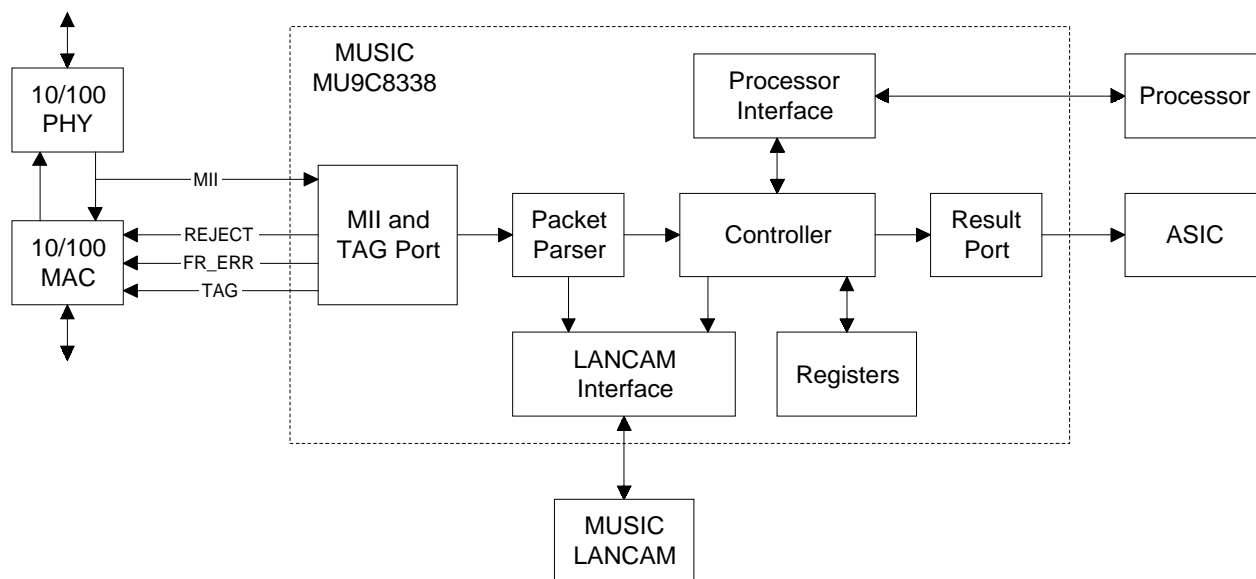 MUSIC
MU9C8338
10/100
PHY
Processor
Interface
Processor
MII
MII and
TAG Port
Packet
Parser
Controller
Result
Port
ASIC
10/100
MAC
REJECT
FR_ERR
TAG
LANCAM
Interface
Registers
MUSIC
LANCAM